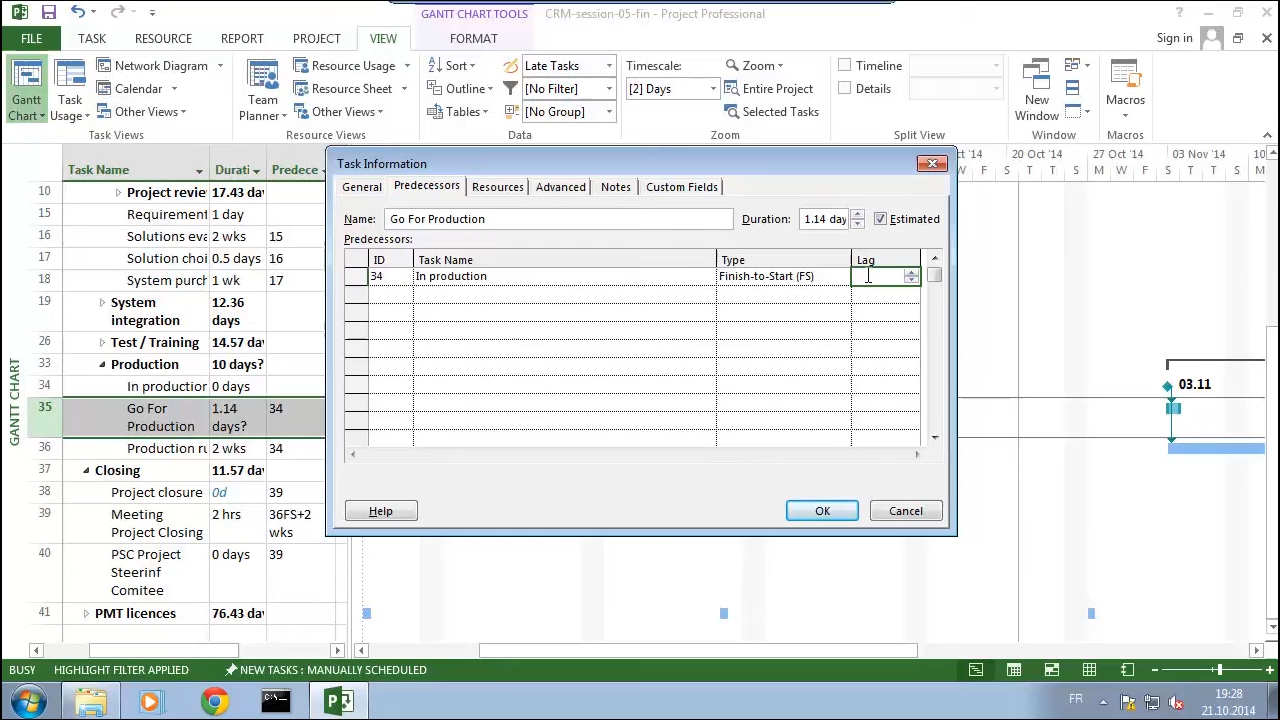 GANTT CHART TOOLS CRM-session-05-fin - Project Professional
FILE TASK RESOURCE REPORT PROJECT VIEW FORMAT Sign in
Gantt Chart
Task Usage
Network Diagram
Calendar
Other Views
Task Views
Team Planner
Resource Usage
Resource Sheet
Other Views
Resource Views
Sort
Outline
Tables
Late Tasks
[No Filter]
[No Group]
Data
Timescale:
[2] Days
Zoom
Entire Project
Selected Tasks
Zoom
Timeline
Details
Split View
New Window
Window
Macros
Macros
Task Name Durati Predece
10 Project revie 17.43 da
15 Requirement 1 day
16 Solutions eva 2 wks 15
17 Solution choi 0.5 days 16
18 System purch 1 wk 17
19 System integration 12.36 days
26 Test / Training 14.57 da
33 Production 10 days?
34 In production 0 days
35 Go For Production 1.14 days? 34
36 Production ru 2 wks 34
37 Closing 11.57 da
38 Project closure 0d 39
39 Meeting Project Closing 2 hrs 36FS+2 wks
40 PSC Project Steerinf Comitee 0 days 39
41 PMT licences 76.43 da
GANTT CHART
Task Information
General Predecessors Resources Advanced Notes Custom Fields
Name: Go For Production Duration: 1.14 day Estimated
Predecessors:
ID Task Name Type Lag
34 In production Finish-to-Start (FS)
Help OK Cancel
ct '14 20 Oct '14 27 Oct '14 03 Nov '14 10
W F S T T S M W F S T T S M
03.11
BUSY HIGHLIGHT FILTER APPLIED NEW TASKS : MANUALLY SCHEDULED
FR 19:28
21.10.2014